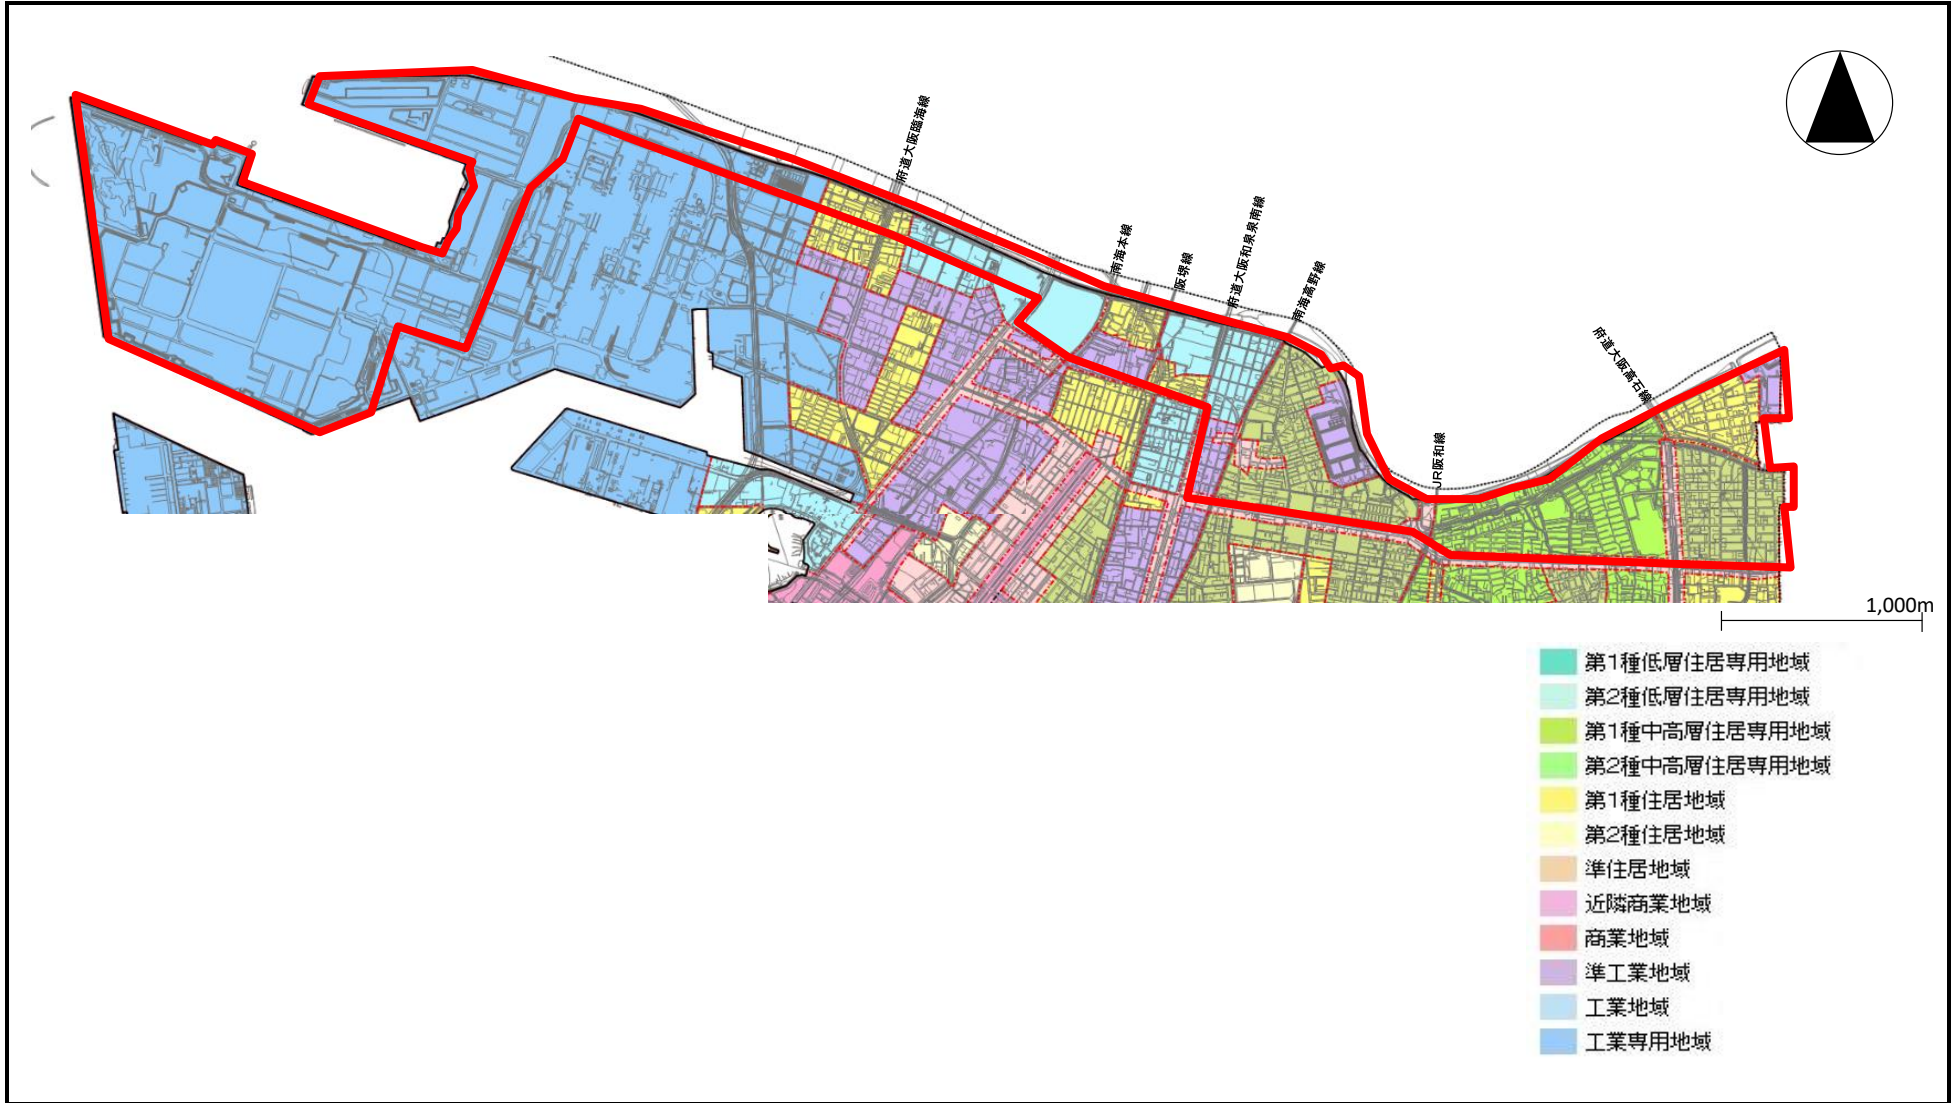 府道大阪臨海線
南海本線
阪堺線
府道大阪和泉泉南線
南海高野線
府道大阪高石線
JR阪和線
1,000m
第1種低層住居専用地域
第2種低層住居専用地域
第1種中高層住居専用地域
第2種中高層住居専用地域
第1種住居地域
第2種住居地域
準住居地域
近隣商業地域
商業地域
準工業地域
工業地域
工業専用地域